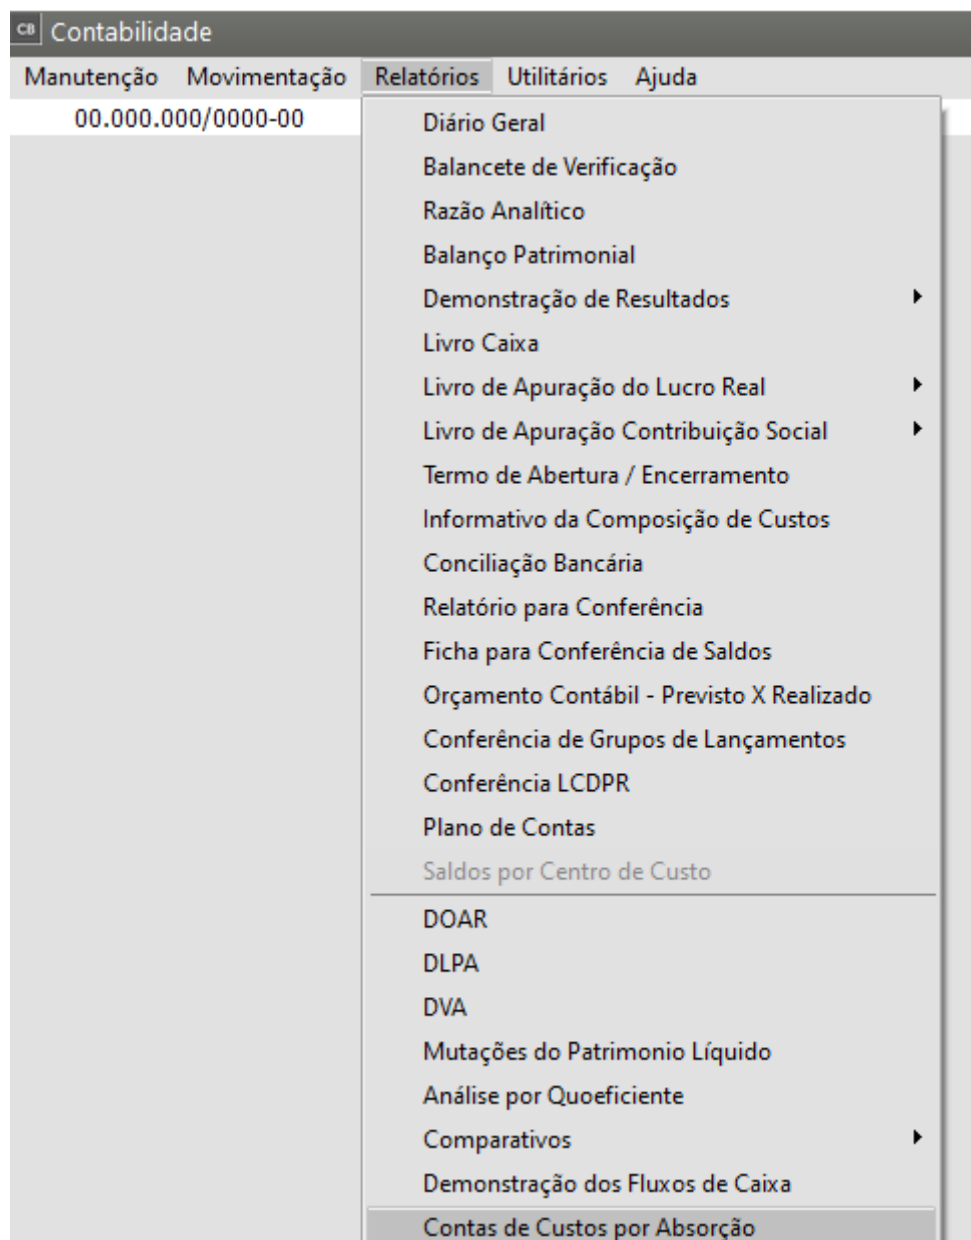 CB Contabilidade
Manutenção Movimentação Relatórios Utilitários Ajuda
00.000.000/0000-00
Diário Geral
Balancete de Verificação
Razão Analítico
Balanço Patrimonial
Demonstração de Resultados
Livro Caixa
Livro de Apuração do Lucro Real
Livro de Apuração Contribuição Social
Termo de Abertura / Encerramento
Informativo da Composição de Custos
Conciliação Bancária
Relatório para Conferência
Ficha para Conferência de Saldos
Orçamento Contábil - Previsto X Realizado
Conferência de Grupos de Lançamentos
Conferência LCDPR
Plano de Contas
Saldos por Centro de Custo
DOAR
DLPA
DVA
Mutações do Patrimonio Líquido
Análise por Quoeficiente
Comparativos
Demonstração dos Fluxos de Caixa
Contas de Custos por Absorção